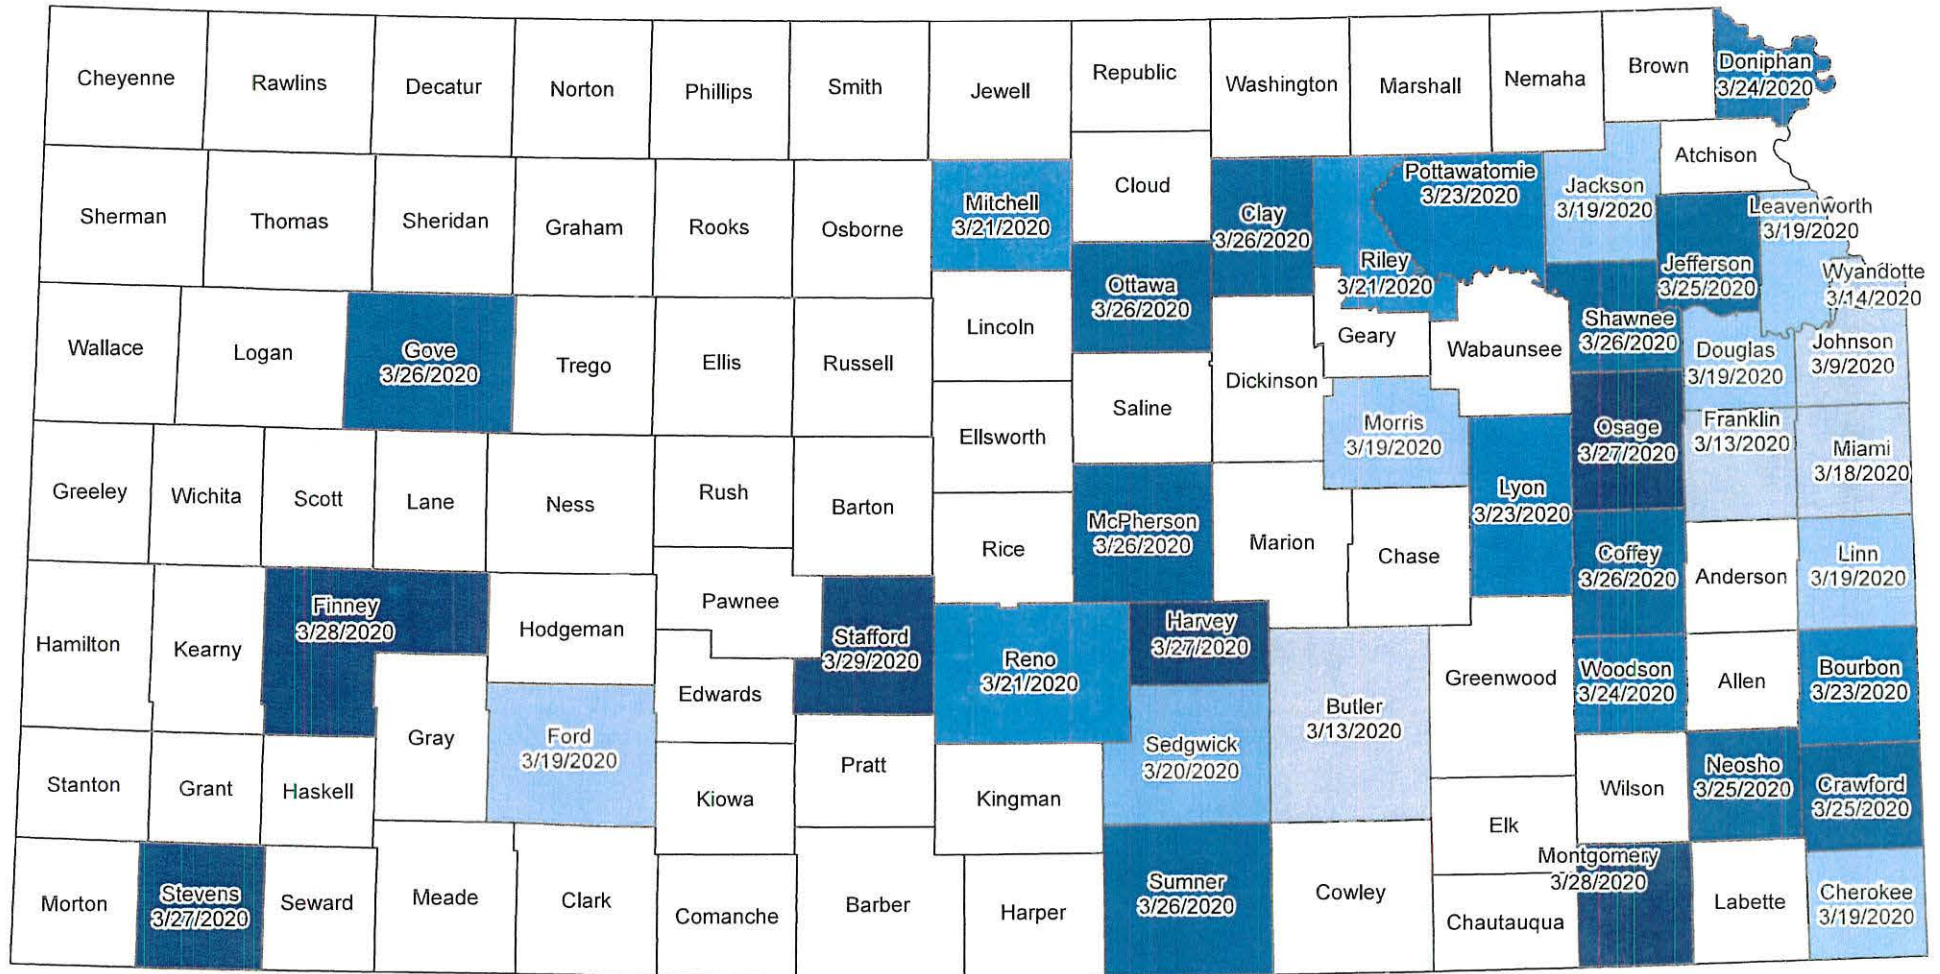 Cheyenne
Rawlins
Decatur
Norton
Phillips
Smith
Jewell
Republic
Washington
Marshall
Nemaha
Brown
Doniphan
3/24/2020
Sherman
Thomas
Sheridan
Graham
Rooks
Osborne
Mitchell
3/21/2020
Cloud
Clay
3/26/2020
Riley
3/21/2020
Pottawatomie
3/23/2020
Jackson
3/19/2020
Atchison
Jefferson
3/25/2020
Leavenworth
3/19/2020
Wyandotte
3/14/2020
Wallace
Logan
Gove
3/26/2020
Trego
Ellis
Russell
Lincoln
Ottawa
3/26/2020
Dickinson
Geary
Wabaunsee
Shawnee
3/26/2020
Douglas
3/19/2020
Johnson
3/9/2020
Ellsworth
Saline
Morris
3/19/2020
Osage
3/27/2020
Franklin
3/13/2020
Miami
3/18/2020
Greeley
Wichita
Scott
Lane
Ness
Rush
Barton
Rice
McPherson
3/26/2020
Marion
Chase
Lyon
3/23/2020
Coffey
3/26/2020
Anderson
Linn
3/19/2020
Hamilton
Kearny
Finney
3/28/2020
Hodgeman
Pawnee
Edwards
Stafford
3/29/2020
Reno
3/21/2020
Harvey
3/27/2020
Butler
3/13/2020
Greenwood
Woodson
3/24/2020
Allen
Bourbon
3/23/2020
Stanton
Grant
Haskell
Gray
Ford
3/19/2020
Kiowa
Pratt
Kingman
Sedgwick
3/20/2020
Elk
Wilson
Neosho
3/25/2020
Crawford
3/25/2020
Morton
Stevens
3/27/2020
Seward
Meade
Clark
Comanche
Barber
Harper
Sumner
3/26/2020
Cowley
Chautauqua
Montgomery
3/28/2020
Labette
Cherokee
3/19/2020